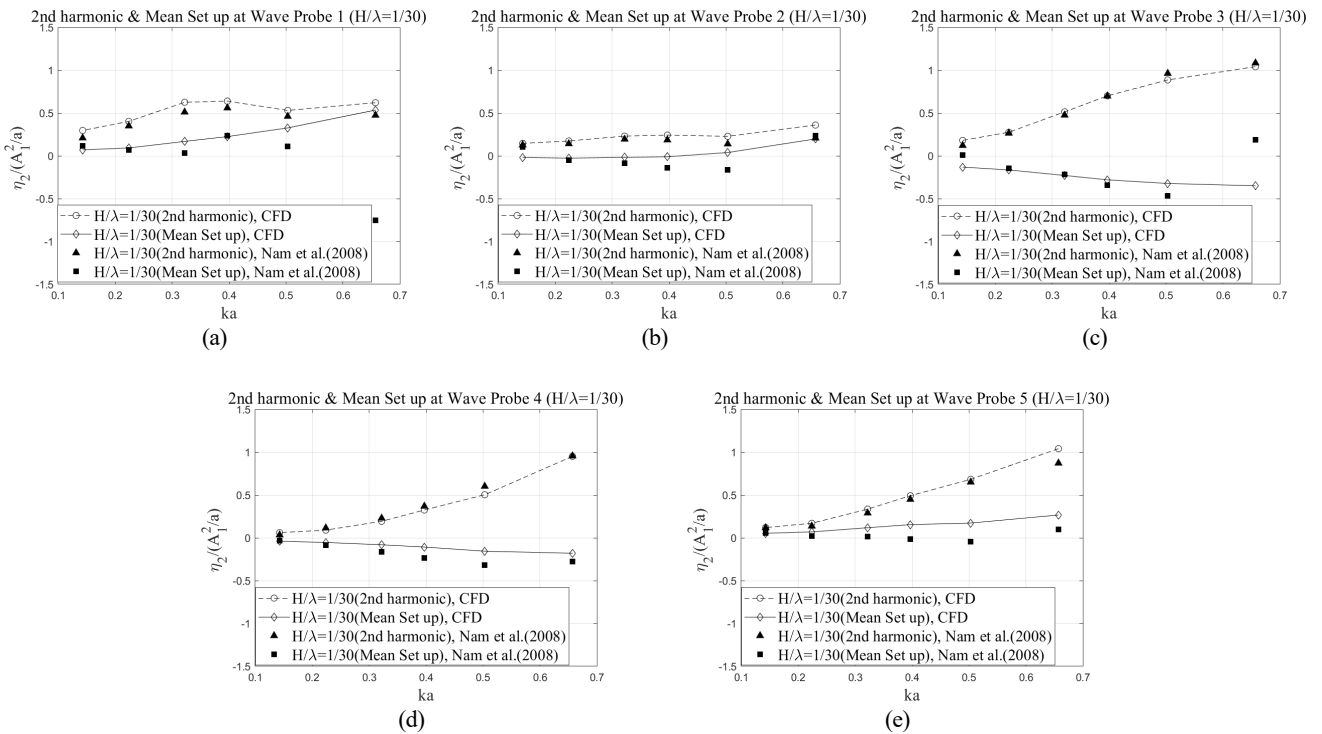 2nd harmonic & Mean Set up at Wave Probe 1 (H/λ=1/30)
1.5
1
0.5
0
-0.5
-1
-1.5
η₂/(A₁²/a)
H/λ=1/30(2nd harmonic), CFD
H/λ=1/30(Mean Set up), CFD
H/λ=1/30(2nd harmonic), Nam et al.(2008)
H/λ=1/30(Mean Set up), Nam et al.(2008)
0.1 0.2 0.3 0.4 0.5 0.6 0.7
ka
(a)
2nd harmonic & Mean Set up at Wave Probe 2 (H/λ=1/30)
1.5
1
0.5
0
-0.5
-1
-1.5
η₂/(A₁²/a)
H/λ=1/30(2nd harmonic), CFD
H/λ=1/30(Mean Set up), CFD
H/λ=1/30(2nd harmonic), Nam et al.(2008)
H/λ=1/30(Mean Set up), Nam et al.(2008)
0.1 0.2 0.3 0.4 0.5 0.6 0.7
ka
(b)
2nd harmonic & Mean Set up at Wave Probe 3 (H/λ=1/30)
1.5
1
0.5
0
-0.5
-1
-1.5
η₂/(A₁²/a)
H/λ=1/30(2nd harmonic), CFD
H/λ=1/30(Mean Set up), CFD
H/λ=1/30(2nd harmonic), Nam et al.(2008)
H/λ=1/30(Mean Set up), Nam et al.(2008)
0.1 0.2 0.3 0.4 0.5 0.6 0.7
ka
(c)
2nd harmonic & Mean Set up at Wave Probe 4 (H/λ=1/30)
1.5
1
0.5
0
-0.5
-1
-1.5
η₂/(A₁²/a)
H/λ=1/30(2nd harmonic), CFD
H/λ=1/30(Mean Set up), CFD
H/λ=1/30(2nd harmonic), Nam et al.(2008)
H/λ=1/30(Mean Set up), Nam et al.(2008)
0.1 0.2 0.3 0.4 0.5 0.6 0.7
ka
(d)
2nd harmonic & Mean Set up at Wave Probe 5 (H/λ=1/30)
1.5
1
0.5
0
-0.5
-1
-1.5
η₂/(A₁²/a)
H/λ=1/30(2nd harmonic), CFD
H/λ=1/30(Mean Set up), CFD
H/λ=1/30(2nd harmonic), Nam et al.(2008)
H/λ=1/30(Mean Set up), Nam et al.(2008)
0.1 0.2 0.3 0.4 0.5 0.6 0.7
ka
(e)